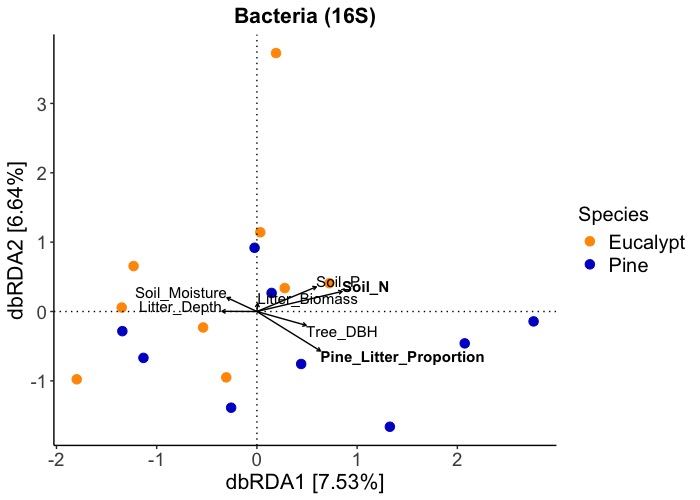 Bacteria (16S)
dbRDA2 [6.64%]
3
2
1
0
-1
Soil_P
Soil_N
Soil_Moisture
Litter_Biomass
Litter_Depth
Tree_DBH
Pine_Litter_Proportion
-2
-1
0
1
2
dbRDA1 [7.53%]
Species
Eucalypt
Pine